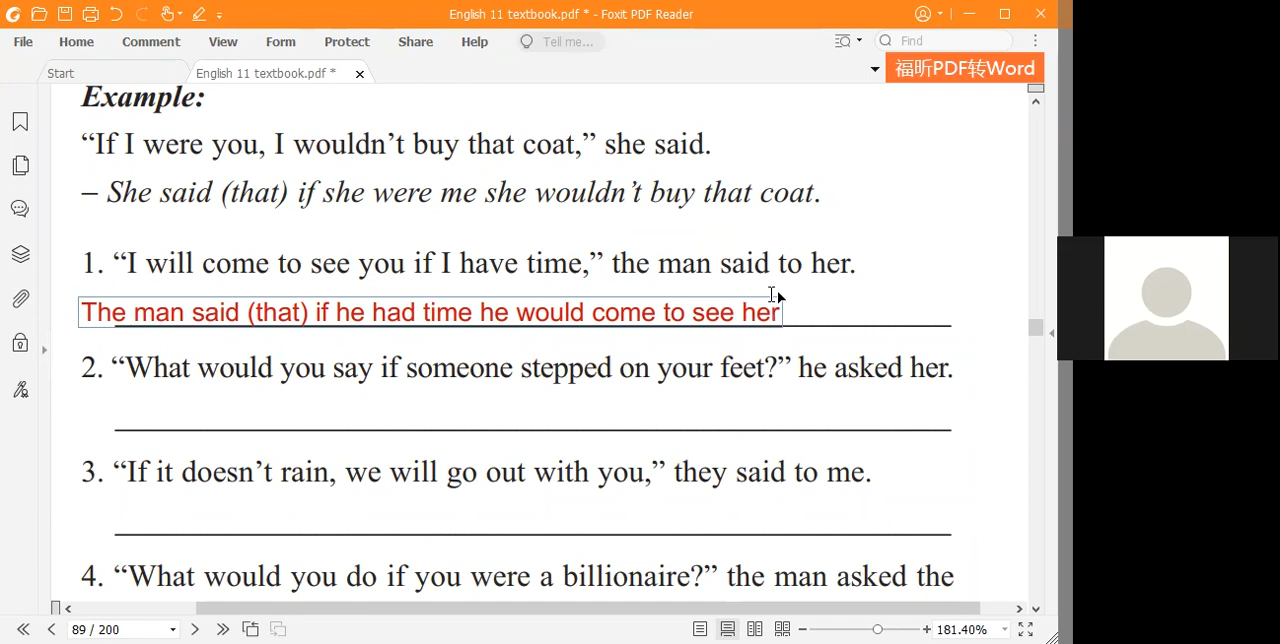 English 11 textbook.pdf * - Foxit PDF Reader
File Home Comment View Form Protect Share Help Tell me... Find
Start English 11 textbook.pdf * 福昕PDF转Word
Example:
“If I were you, I wouldn’t buy that coat,” she said.
– She said (that) if she were me she wouldn’t buy that coat.
1. “I will come to see you if I have time,” the man said to her.
The man said (that) if he had time he would come to see her
2. “What would you say if someone stepped on your feet?” he asked her.
3. “If it doesn’t rain, we will go out with you,” they said to me.
4. “What would you do if you were a billionaire?” the man asked the
89 / 200 181.40%